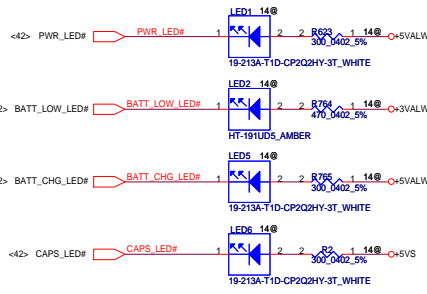 LED1 14@
<42> PWR_LED# PWR_LED# 1 2 2 R623 1 14@ +5VALW
300_0402_5%
19-213A-T1D-CP2Q2HY-3T_WHITE
LED2 14@
2> BATT_LOW_LED# BATT_LOW_LED# 1 2 2 R764 1 14@ +3VALW
470_0402_5%
HT-191UD5_AMBER
LED5 14@
2> BATT_CHG_LED# BATT_CHG_LED# 1 2 2 R765 1 14@ +5VALW
300_0402_5%
19-213A-T1D-CP2Q2HY-3T_WHITE
LED6 14@
<42> CAPS_LED# CAPS_LED# 1 2 2 R2 1 14@ +5VS
300_0402_5%
19-213A-T1D-CP2Q2HY-3T_WHITE